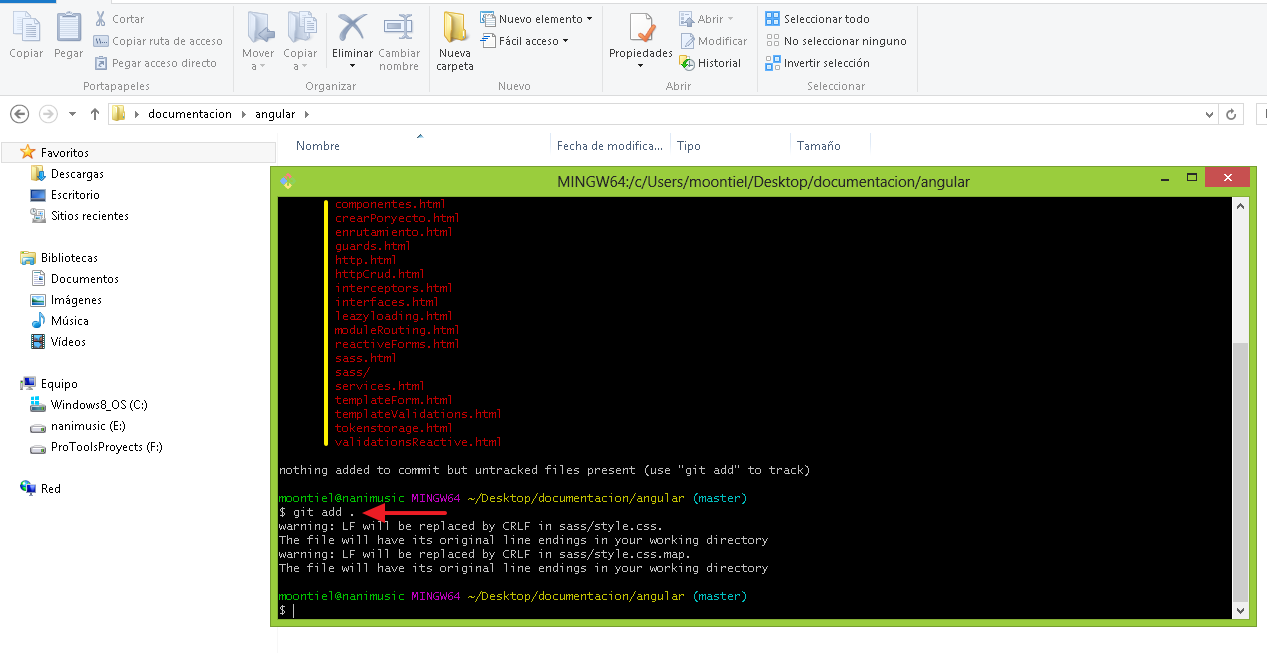 Copiar
Pegar
Cortar
Copiar ruta de acceso
Pegar acceso directo
Portapapeles
Mover a
Copiar a
Eliminar
Cambiar nombre
Organizar
Nueva carpeta
Nuevo elemento
Fácil acceso
Nuevo
Propiedades
Abrir
Modificar
Historial
Abrir
Seleccionar todo
No seleccionar ninguno
Invertir selección
Seleccionar
documentacion
angular
Nombre
Fecha de modifica...
Tipo
Tamaño
Favoritos
Descargas
Escritorio
Sitios recientes
Bibliotecas
Documentos
Imágenes
Música
Vídeos
Equipo
Windows8_OS (C:)
nanimusic (E:)
ProToolsProyects (F:)
Red
MINGW64:/c/Users/moontiel/Desktop/documentacion/angular
componentes.html
crearPoryecto.html
enrutamiento.html
guards.html
http.html
httpCrud.html
interceptors.html
interfaces.html
leazyloading.html
moduleRouting.html
reactiveForms.html
sass.html
sass/
services.html
templateForm.html
templateValidations.html
tokenstorage.html
validationsReactive.html
nothing added to commit but untracked files present (use "git add" to track)
moontiel@nanimusic MINGW64 ~/Desktop/documentacion/angular (master)
$ git add .
warning: LF will be replaced by CRLF in sass/style.css.
The file will have its original line endings in your working directory
warning: LF will be replaced by CRLF in sass/style.css.map.
The file will have its original line endings in your working directory
moontiel@nanimusic MINGW64 ~/Desktop/documentacion/angular (master)
$